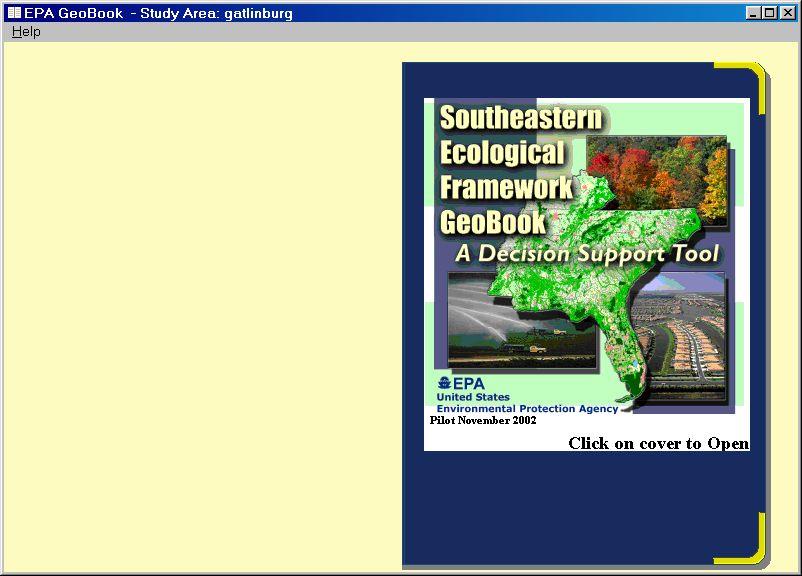 EPA GeoBook - Study Area: gatlinburg
Help
Southeastern
Ecological
Framework
GeoBook
A Decision Support Tool
EPA
United States
Environmental Protection Agency
Pilot November 2002
Click on cover to Open